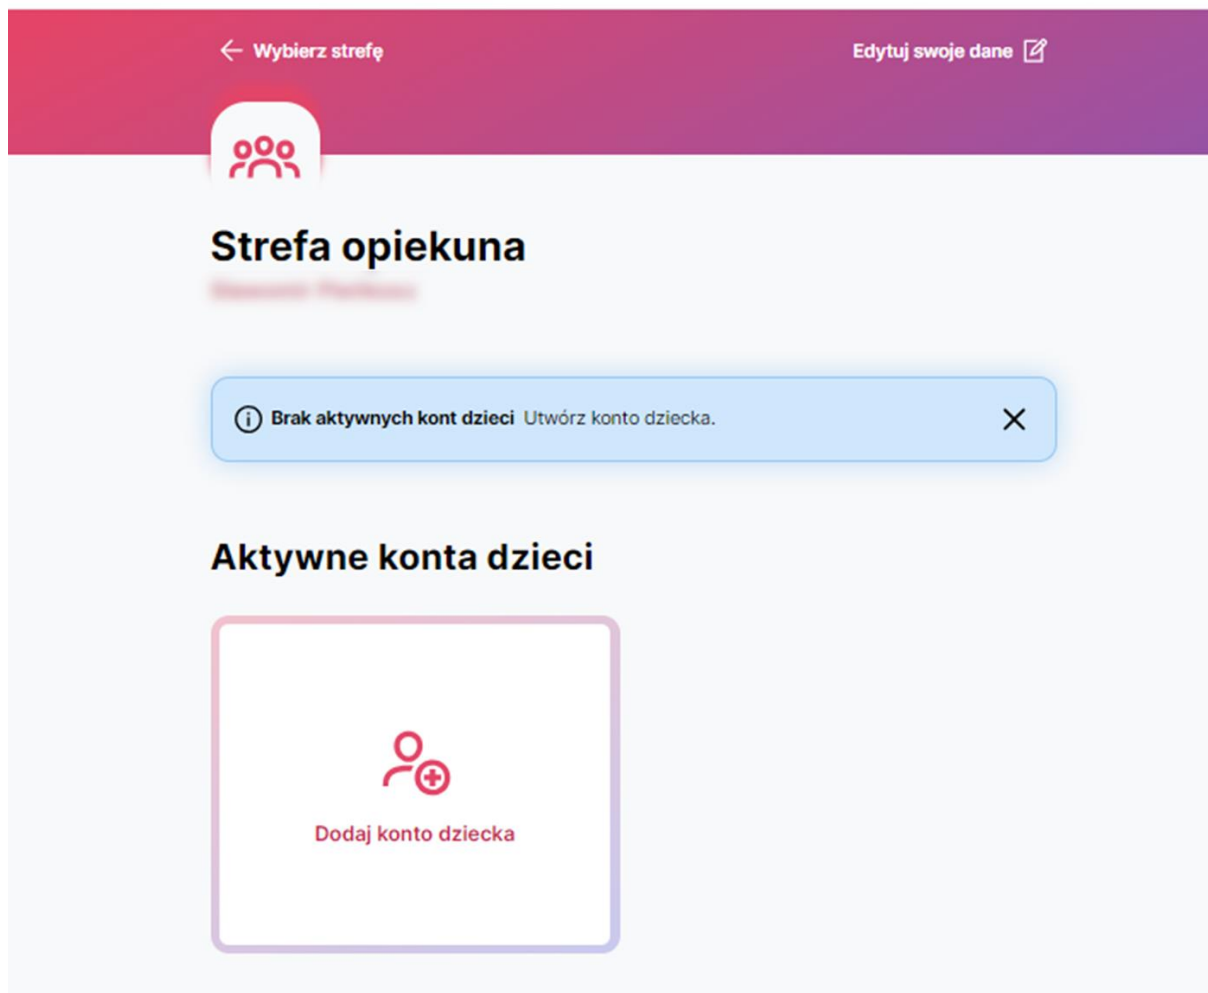 Wybierz strefę
Edytuj swoje dane
Strefa opiekuna
Brak aktywnych kont dzieci Utwórz konto dziecka.
Aktywne konta dzieci
Dodaj konto dziecka